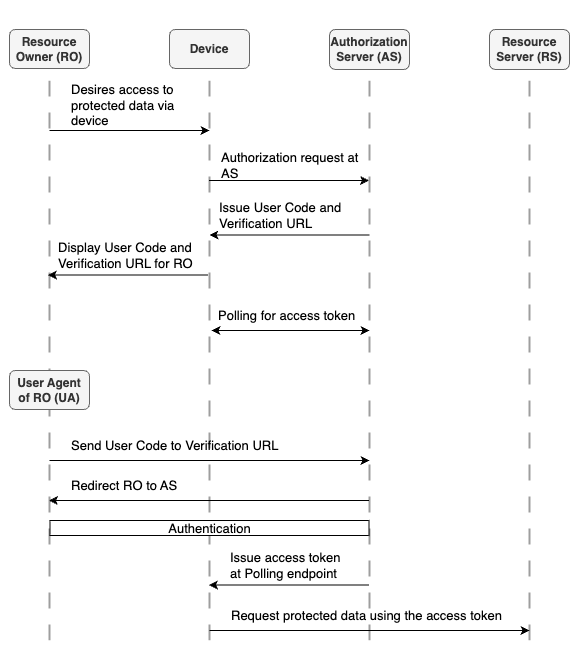 Resource
Owner (RO)
Device
Authorization
Server (AS)
Resource
Server (RS)
Desires access to
protected data via
device
Authorization request at
AS
Issue User Code and
Verification URL
Display User Code and
Verification URL for RO
Polling for access token
User Agent
of RO (UA)
Send User Code to Verification URL
Redirect RO to AS
Authentication
Issue access token
at Polling endpoint
Request protected data using the access token